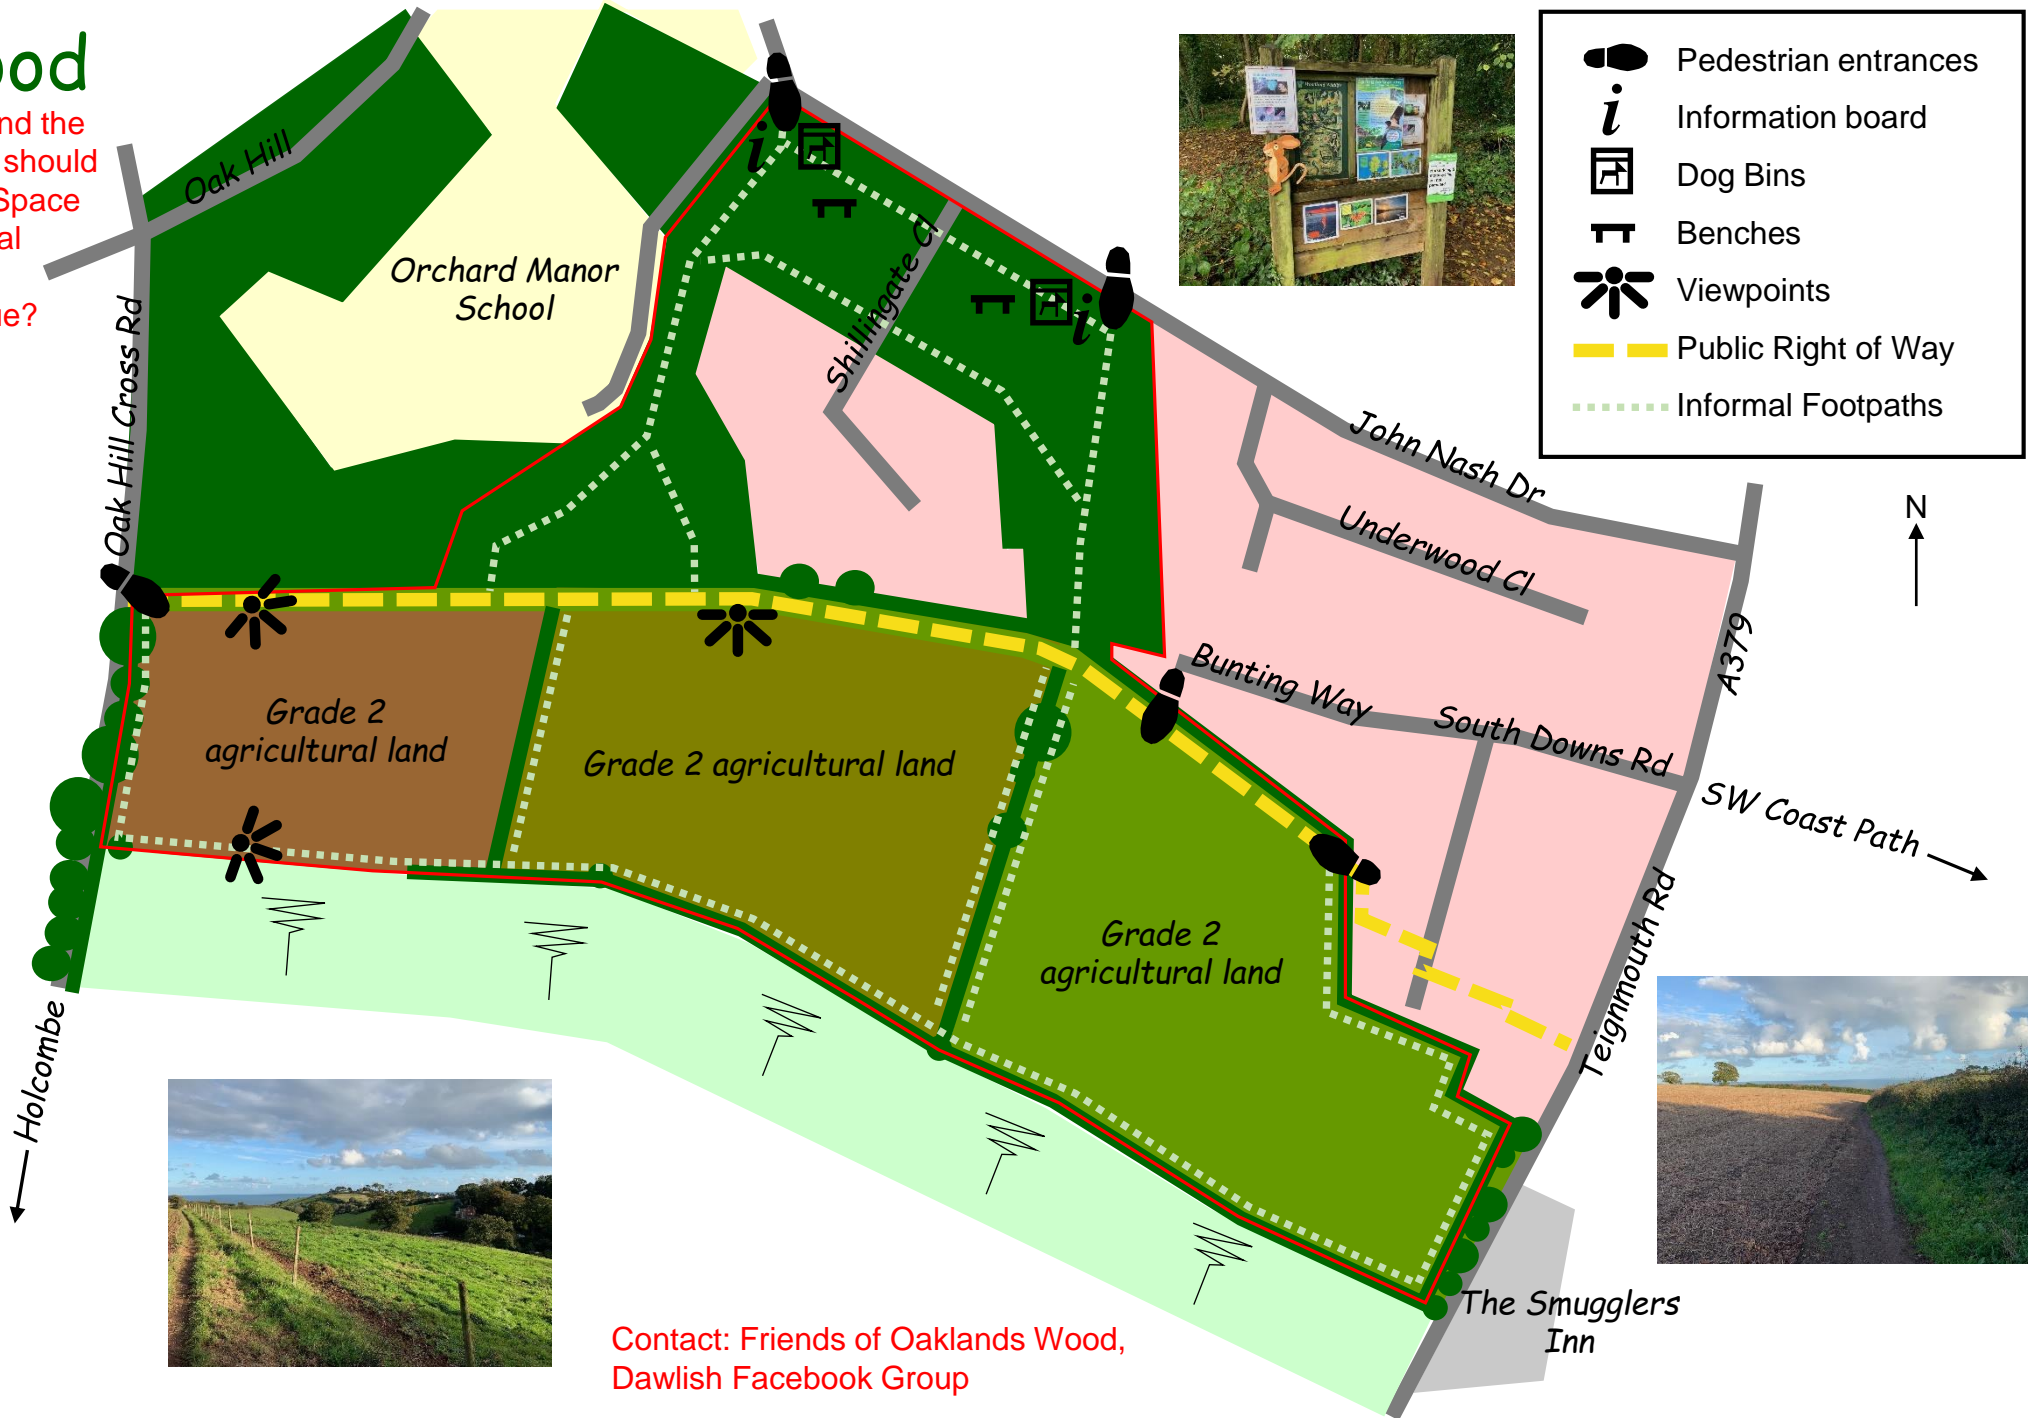 ood
nd the
should
Space
al
ue?
Oak Hill
Oak Hill Cross Rd
Orchard Manor
School
Shillingate Cl
Pedestrian entrances
Information board
Dog Bins
Benches
Viewpoints
Public Right of Way
Informal Footpaths
N
John Nash Dr
Underwood Cl
Bunting Way
South Downs Rd
A379
SW Coast Path
Teignmouth Rd
Grade 2
agricultural land
Grade 2 agricultural land
Grade 2
agricultural land
Holcombe
The Smugglers
Inn
Contact: Friends of Oaklands Wood,
Dawlish Facebook Group